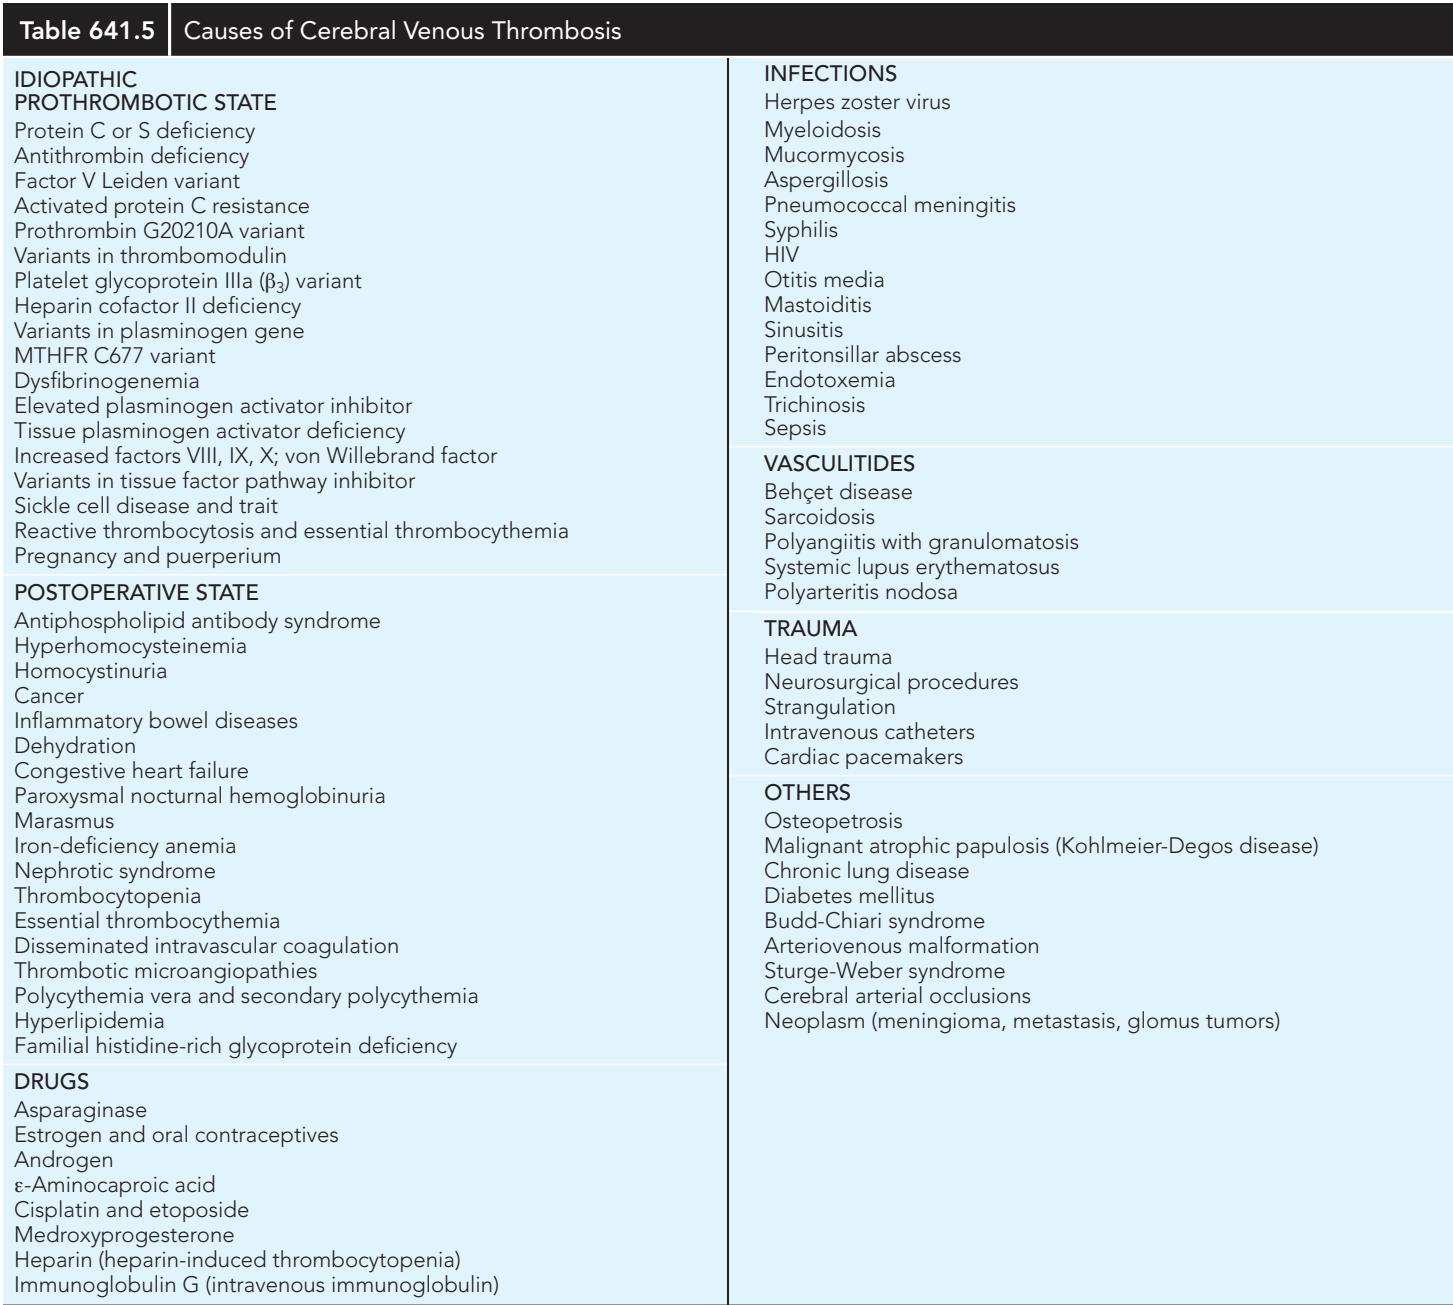 Table 641.5 Causes of Cerebral Venous Thrombosis
IDIOPATHIC
PROTHROMBOTIC STATE
Protein C or S deficiency
Antithrombin deficiency
Factor V Leiden variant
Activated protein C resistance
Prothrombin G20210A variant
Variants in thrombomodulin
Platelet glycoprotein IIIa (β₃) variant
Heparin cofactor II deficiency
Variants in plasminogen gene
MTHFR C677 variant
Dysfibrinogenemia
Elevated plasminogen activator inhibitor
Tissue plasminogen activator deficiency
Increased factors VIII, IX, X; von Willebrand factor
Variants in tissue factor pathway inhibitor
Sickle cell disease and trait
Reactive thrombocytosis and essential thrombocythemia
Pregnancy and puerperium
POSTOPERATIVE STATE
Antiphospholipid antibody syndrome
Hyperhomocysteinemia
Homocystinuria
Cancer
Inflammatory bowel diseases
Dehydration
Congestive heart failure
Paroxysmal nocturnal hemoglobinuria
Marasmus
Iron-deficiency anemia
Nephrotic syndrome
Thrombocytopenia
Essential thrombocythemia
Disseminated intravascular coagulation
Thrombotic microangiopathies
Polycythemia vera and secondary polycythemia
Hyperlipidemia
Familial histidine-rich glycoprotein deficiency
DRUGS
Asparaginase
Estrogen and oral contraceptives
Androgen
ε-Aminocaproic acid
Cisplatin and etoposide
Medroxyprogesterone
Heparin (heparin-induced thrombocytopenia)
Immunoglobulin G (intravenous immunoglobulin)
INFECTIONS
Herpes zoster virus
Myeloidosis
Mucormycosis
Aspergillosis
Pneumococcal meningitis
Syphilis
HIV
Otitis media
Mastoiditis
Sinusitis
Peritonsillar abscess
Endotoxemia
Trichinosis
Sepsis
VASCULITIDES
Behçet disease
Sarcoidosis
Polyangiitis with granulomatosis
Systemic lupus erythematosus
Polyarteritis nodosa
TRAUMA
Head trauma
Neurosurgical procedures
Strangulation
Intravenous catheters
Cardiac pacemakers
OTHERS
Osteopetrosis
Malignant atrophic papulosis (Kohlmeier-Degos disease)
Chronic lung disease
Diabetes mellitus
Budd-Chiari syndrome
Arteriovenous malformation
Sturge-Weber syndrome
Cerebral arterial occlusions
Neoplasm (meningioma, metastasis, glomus tumors)